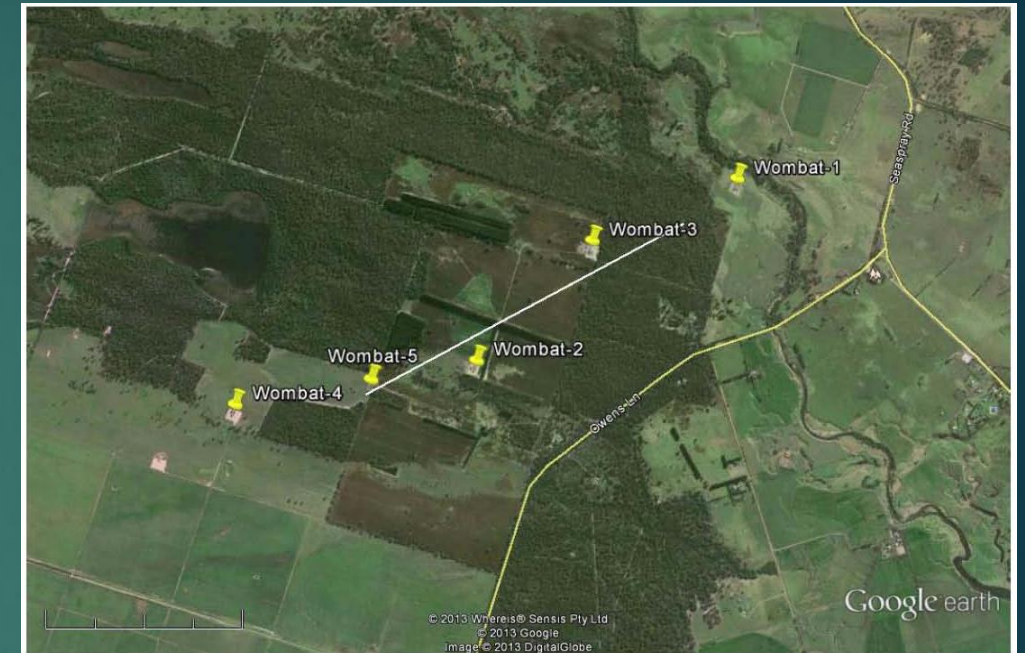 Wombat-1
Seaspray Rd
Wombat-3
Wombat-2
Wombat-5
Wombat-4
Owens Ln
Google earth
© 2013 Whereis® Sensis Pty Ltd
© 2013 Google
Image © 2013 DigitalGlobe